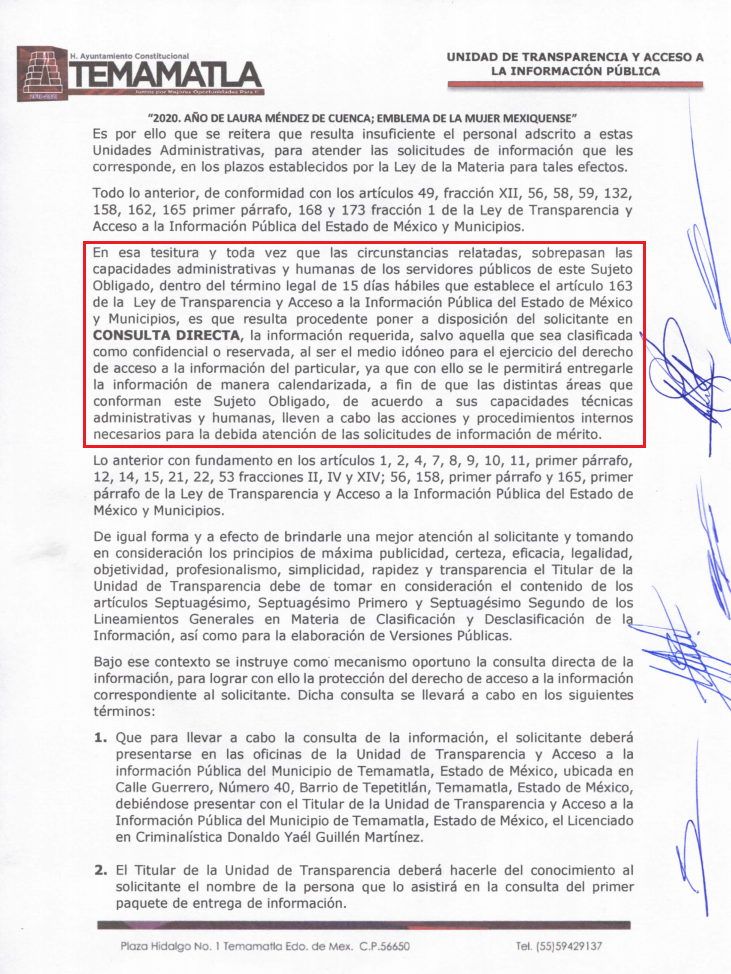 H. Ayuntamiento Constitucional
TEMAMATLA
Juntos por Mejores Oportunidades Para ti
UNIDAD DE TRANSPARENCIA Y ACCESO A
LA INFORMACIÓN PÚBLICA
"2020. AÑO DE LAURA MÉNDEZ DE CUENCA; EMBLEMA DE LA MUJER MEXIQUENSE"
Es por ello que se reitera que resulta insuficiente el personal adscrito a estas
Unidades Administrativas, para atender las solicitudes de información que les
corresponde, en los plazos establecidos por la Ley de la Materia para tales efectos.
Todo lo anterior, de conformidad con los artículos 49, fracción XII, 56, 58, 59, 132,
158, 162, 165 primer párrafo, 168 y 173 fracción 1 de la Ley de Transparencia y
Acceso a la Información Pública del Estado de México y Municipios.
En esa tesitura y toda vez que las circunstancias relatadas, sobrepasan las
capacidades administrativas y humanas de los servidores públicos de este Sujeto
Obligado, dentro del término legal de 15 días hábiles que establece el artículo 163
de la Ley de Transparencia y Acceso a la Información Pública del Estado de México
y Municipios, es que resulta procedente poner a disposición del solicitante en
CONSULTA DIRECTA, la información requerida, salvo aquella que sea clasificada
como confidencial o reservada, al ser el medio idóneo para el ejercicio del derecho
de acceso a la información del particular, ya que con ello se le permitirá entregarle
la información de manera calendarizada, a fin de que las distintas áreas que
conforman este Sujeto Obligado, de acuerdo a sus capacidades técnicas
administrativas y humanas, lleven a cabo las acciones y procedimientos internos
necesarios para la debida atención de las solicitudes de información de mérito.
Lo anterior con fundamento en los artículos 1, 2, 4, 7, 8, 9, 10, 11, primer párrafo,
12, 14, 15, 21, 22, 53 fracciones II, IV y XIV; 56, 158, primer párrafo y 165, primer
párrafo de la Ley de Transparencia y Acceso a la Información Pública del Estado de
México y Municipios.
De igual forma y a efecto de brindarle una mejor atención al solicitante y tomando
en consideración los principios de máxima publicidad, certeza, eficacia, legalidad,
objetividad, profesionalismo, simplicidad, rapidez y transparencia el Titular de la
Unidad de Transparencia debe de tomar en consideración el contenido de los
artículos Septuagésimo, Septuagésimo Primero y Septuagésimo Segundo de los
Lineamientos Generales en Materia de Clasificación y Desclasificación de la
Información, así como para la elaboración de Versiones Públicas.
Bajo ese contexto se instruye como mecanismo oportuno la consulta directa de la
información, para lograr con ello la protección del derecho de acceso a la información
correspondiente al solicitante. Dicha consulta se llevará a cabo en los siguientes
términos:
1. Que para llevar a cabo la consulta de la información, el solicitante deberá
presentarse en las oficinas de la Unidad de Transparencia y Acceso a la
información Pública del Municipio de Temamatla, Estado de México, ubicada en
Calle Guerrero, Número 40, Barrio de Tepetitlán, Temamatla, Estado de México,
debiéndose presentar con el Titular de la Unidad de Transparencia y Acceso a la
Información Pública del Municipio de Temamatla, Estado de México, el Licenciado
en Criminalística Donaldo Yaél Guillén Martínez.
2. El Titular de la Unidad de Transparencia deberá hacerle del conocimiento al
solicitante el nombre de la persona que lo asistirá en la consulta del primer
paquete de entrega de información.
Plaza Hidalgo No. 1 Temamatla Edo. de Mex. C.P.56650
Tel. (55)59429137